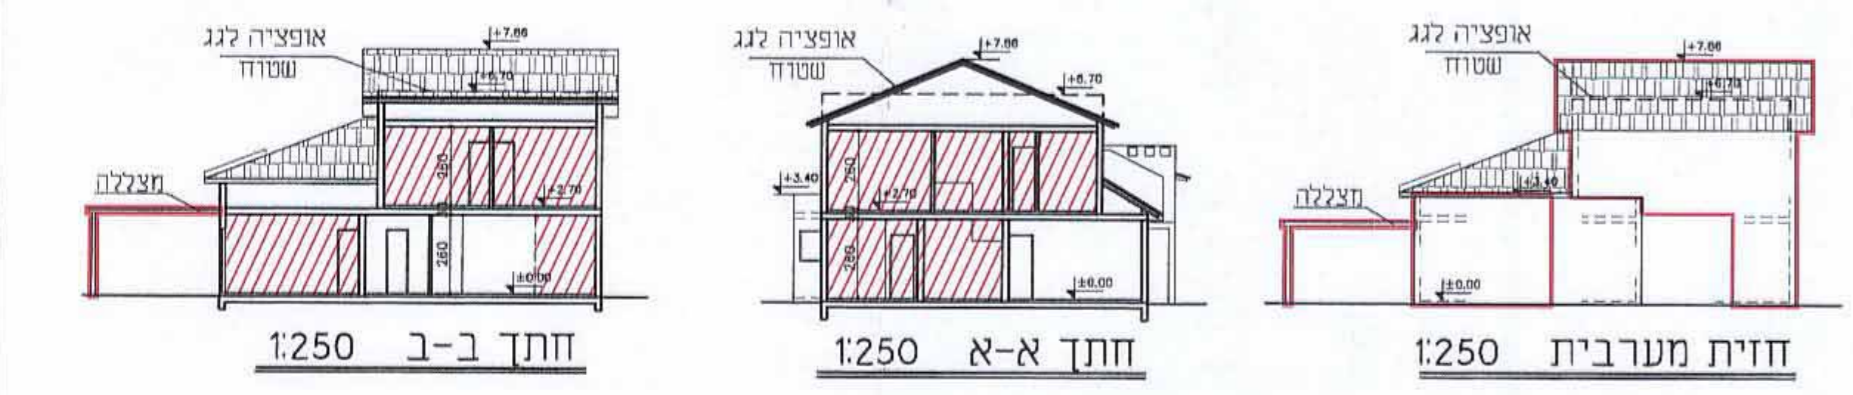 אופציה לגג
שטוח
+7.66
+6.70
מצללה
260
+2.70
30
260
±0.00
חתך ב-ב 1:250
אופציה לגג
שטוח
+7.66
+6.70
+3.40
260
+2.70
30
260
±0.00
חתך א-א 1:250
אופציה לגג
שטוח
+7.66
+6.70
מצללה
+3.40
±0.00
חזית מערבית 1:250